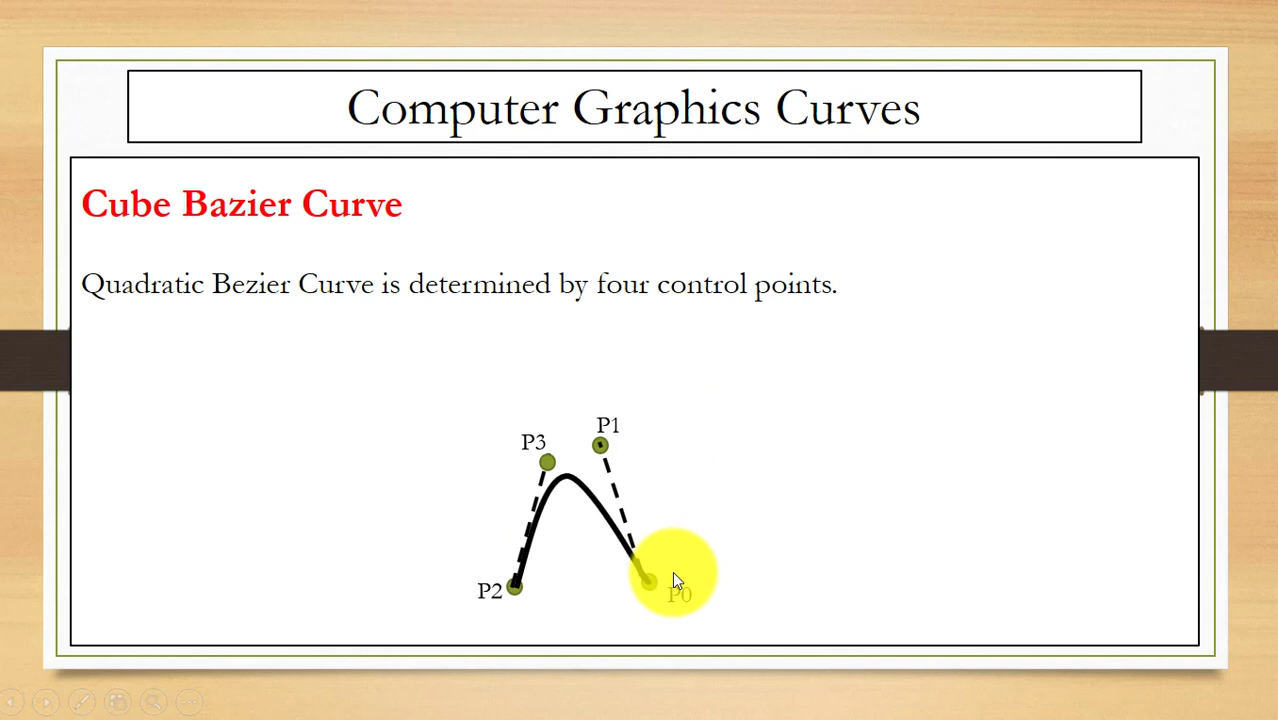 Computer Graphics Curves
Cube Bazier Curve
Quadratic Bezier Curve is determined by four control points.
P1
P3
P2
P0